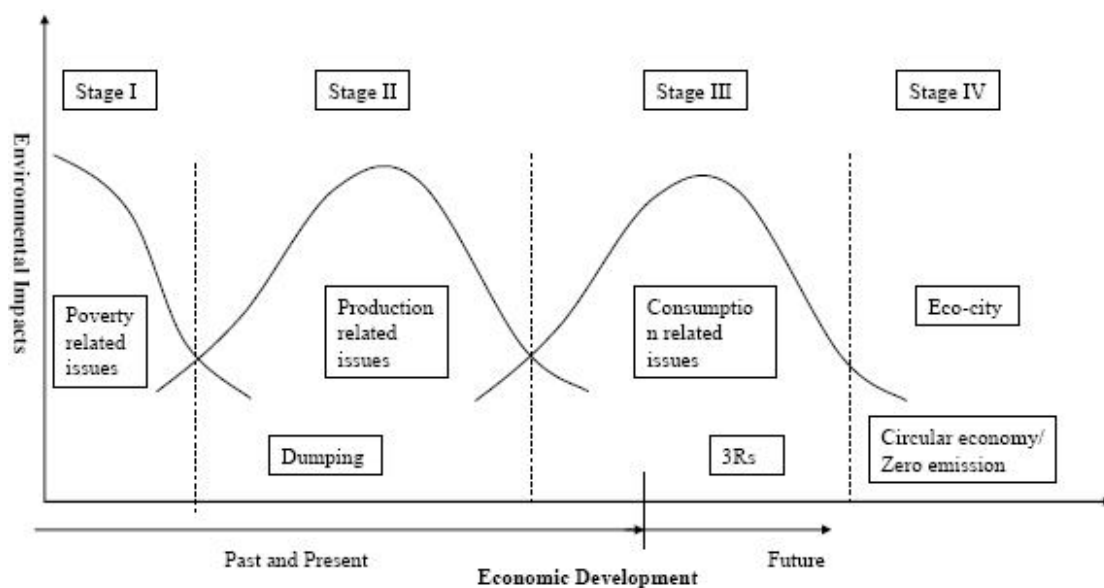 Stage I
Stage II
Stage III
Stage IV
Environmental Impacts
Poverty
related
issues
Production
related
issues
Consumptio
n related
issues
Eco-city
Dumping
3Rs
Circular economy/
Zero emission
Past and Present
Future
Economic Development